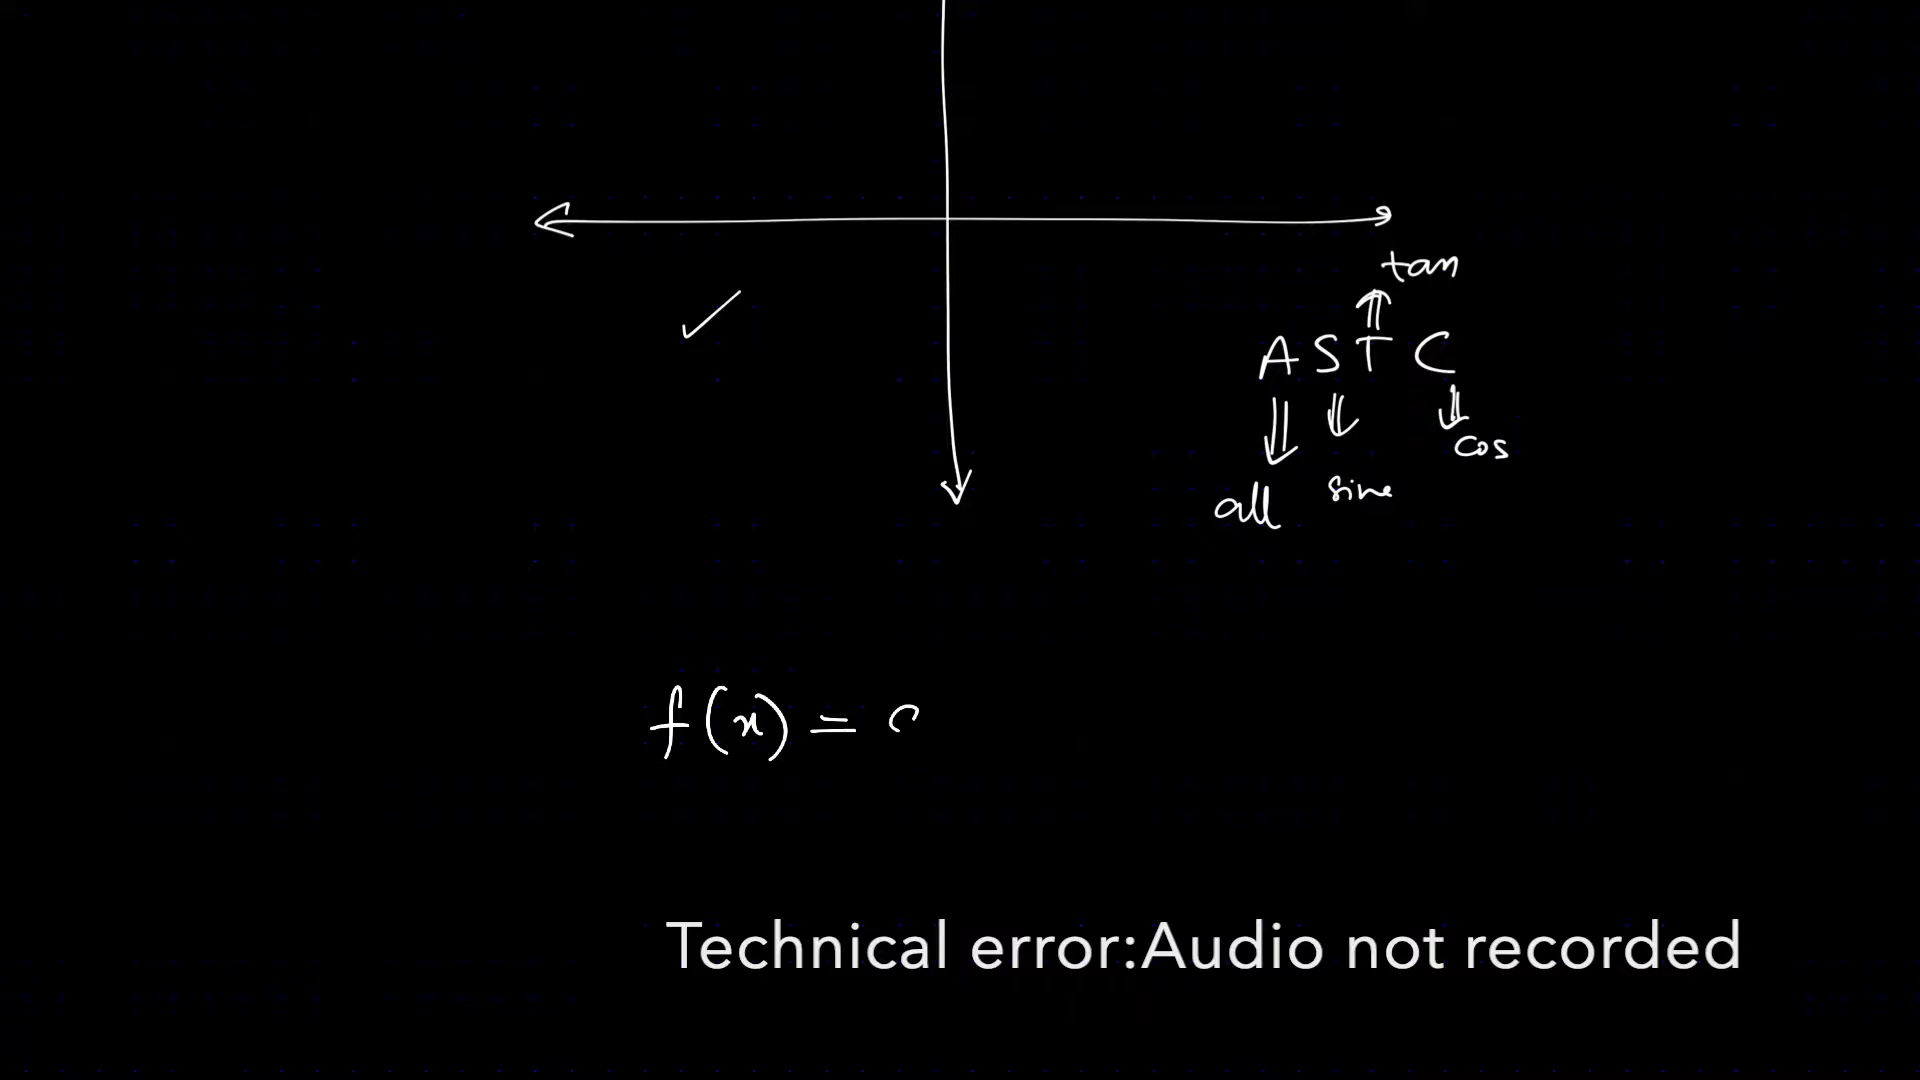 tan
A S T C
cos
all sine
f(x) =
Technical error:Audio not recorded